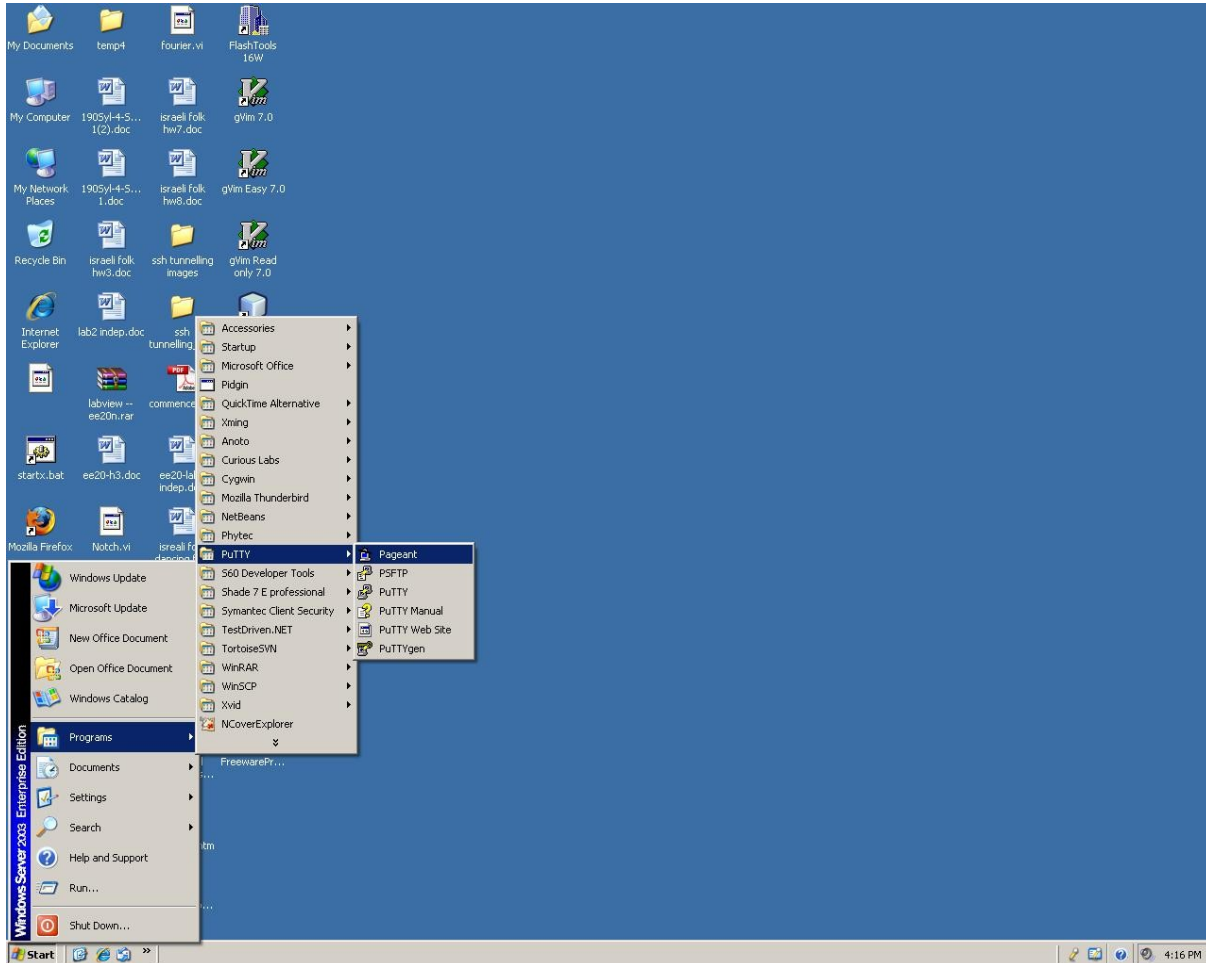 My Documents
temp4
fourier.vi
FlashTools
16W
My Computer
190Syl-4-S...
1(2).doc
israeli folk
hw7.doc
gVim 7.0
My Network
Places
190Syl-4-S...
1.doc
israeli folk
hw8.doc
gVim Easy 7.0
Recycle Bin
israeli folk
hw3.doc
ssh tunnelling
images
gVim Read
only 7.0
Internet
Explorer
lab2 indep.doc
ssh
tunnelling_
labview --
ee20n.rar
commence
startx.bat
ee20-h3.doc
ee20-la
indep.d
Mozilla Firefox
Notch.vi
isreali fo
dancing
FreewarePr...
Accessories
Startup
Microsoft Office
Pidgin
QuickTime Alternative
Xming
Anoto
Curious Labs
Cygwin
Mozilla Thunderbird
NetBeans
Phytec
PuTTY
S60 Developer Tools
Shade 7 E professional
Symantec Client Security
TestDriven.NET
TortoiseSVN
WinRAR
WinSCP
Xvid
NCoverExplorer
Pageant
PSFTP
PuTTY
PuTTY Manual
PuTTY Web Site
PuTTYgen
Windows Update
Microsoft Update
New Office Document
Open Office Document
Windows Catalog
Programs
Documents
Settings
Search
Help and Support
Run...
Shut Down...
Windows Server 2003 Enterprise Edition
Start
4:16 PM